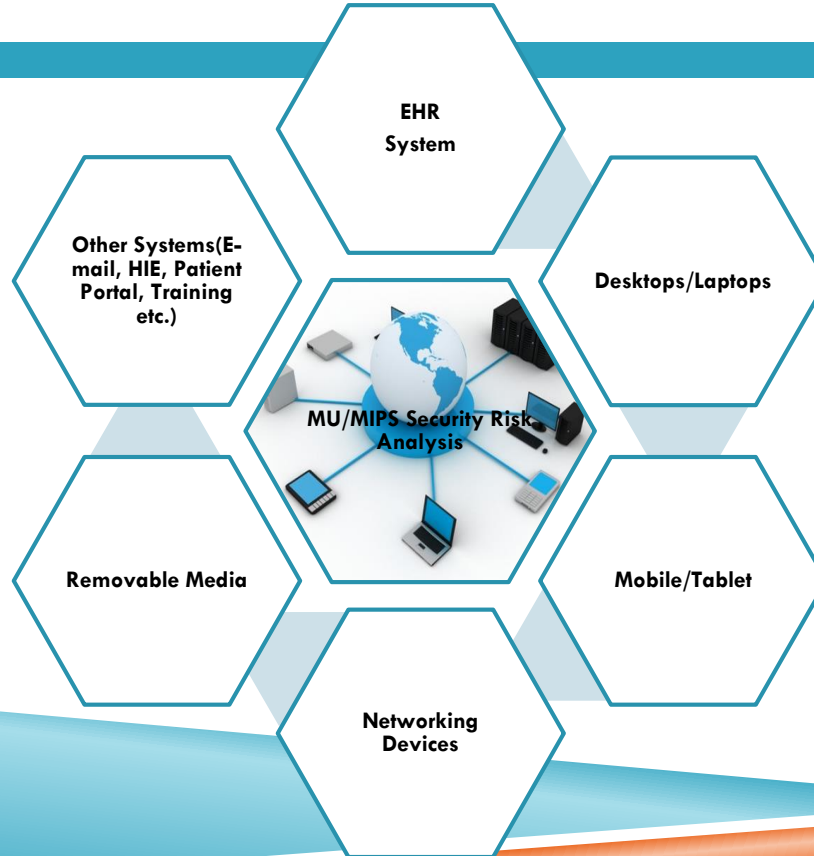 EHR
System
Other Systems(E-
mail, HIE, Patient
Portal, Training
etc.)
Desktops/Laptops
MU/MIPS Security Risk
Analysis
Removable Media
Mobile/Tablet
Networking
Devices